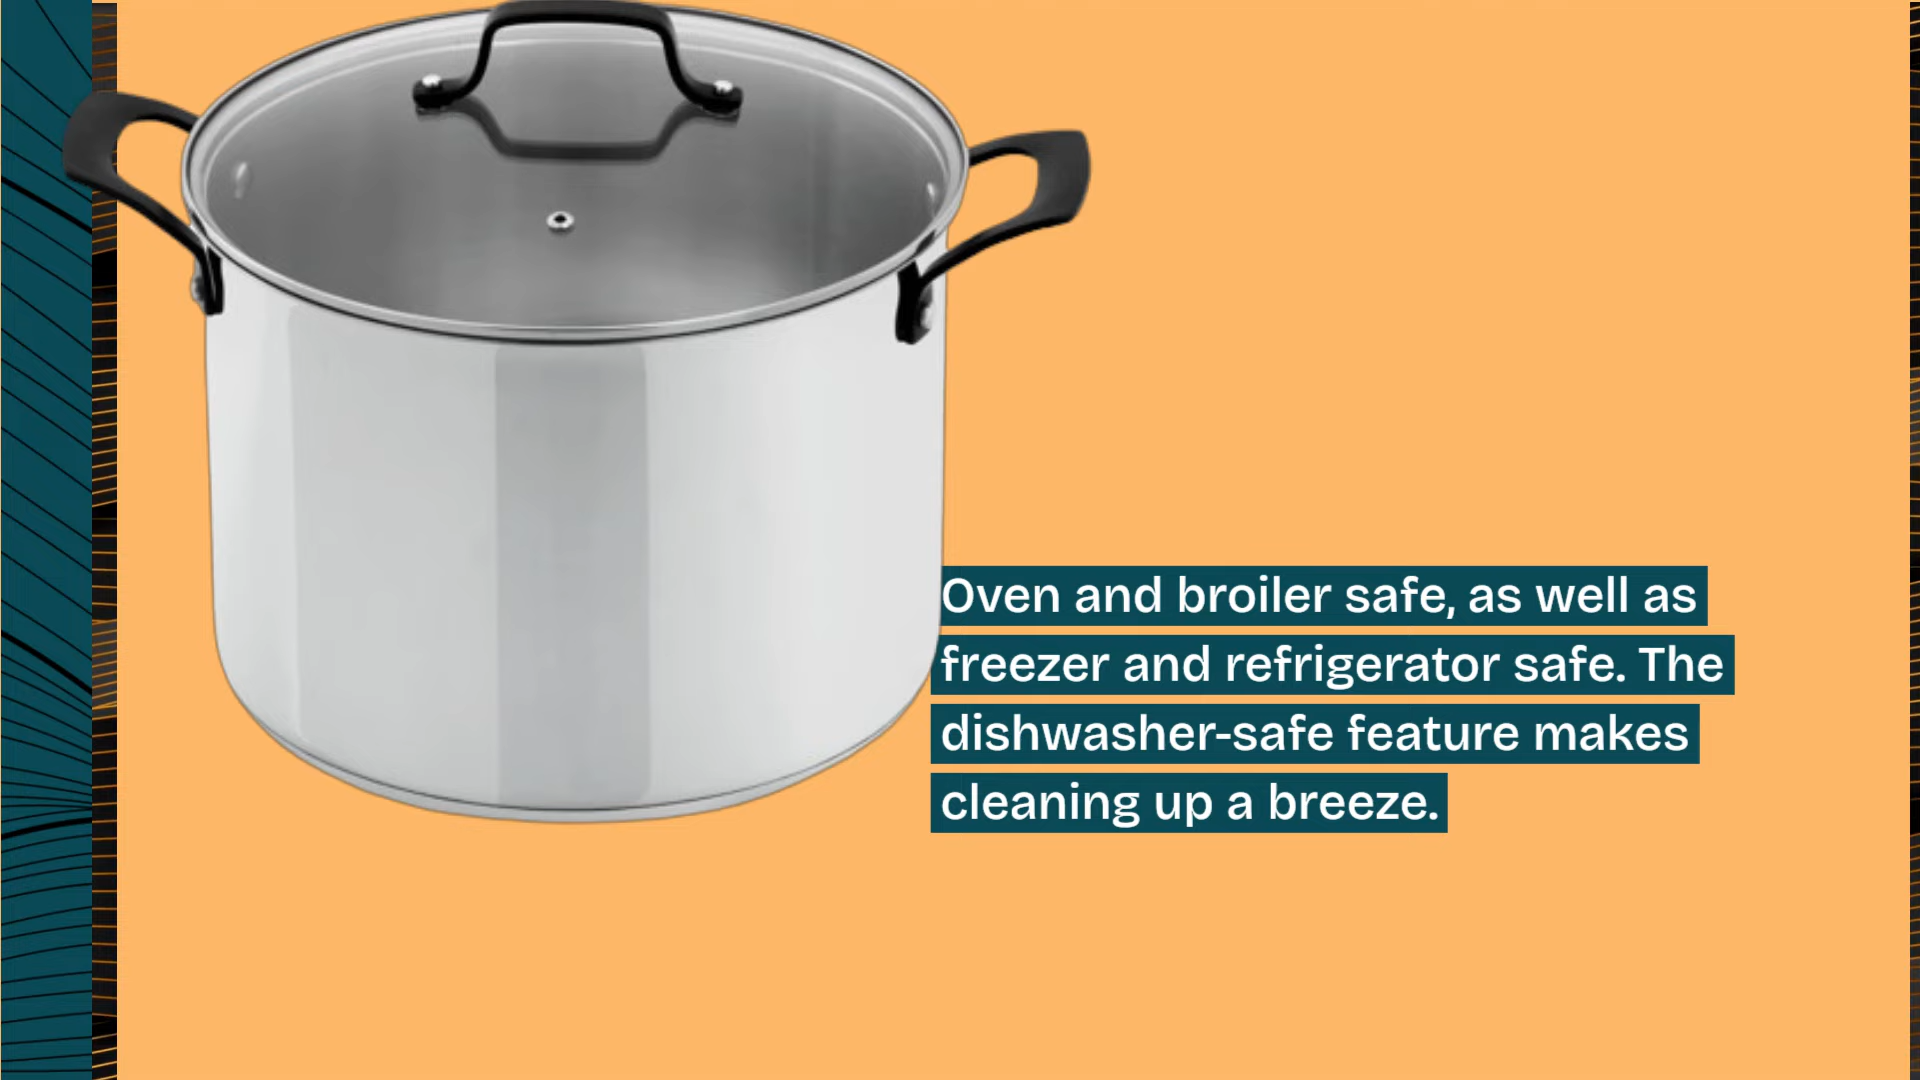 Oven and broiler safe, as well as
freezer and refrigerator safe. The
dishwasher-safe feature makes
cleaning up a breeze.